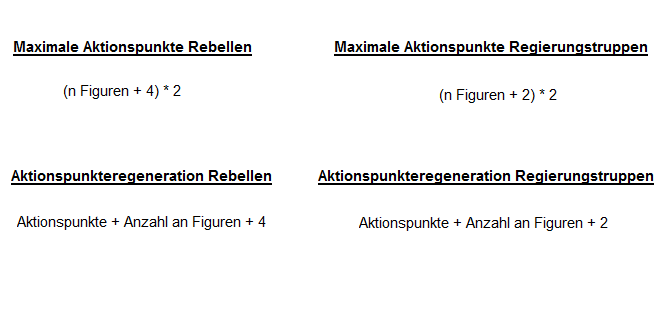 Maximale Aktionspunkte Rebellen
Maximale Aktionspunkte Regierungstruppen
(n Figuren + 4) * 2
(n Figuren + 2) * 2
Aktionspunkteregeneration Rebellen
Aktionspunkteregeneration Regierungstruppen
Aktionspunkte + Anzahl an Figuren + 4
Aktionspunkte + Anzahl an Figuren + 2